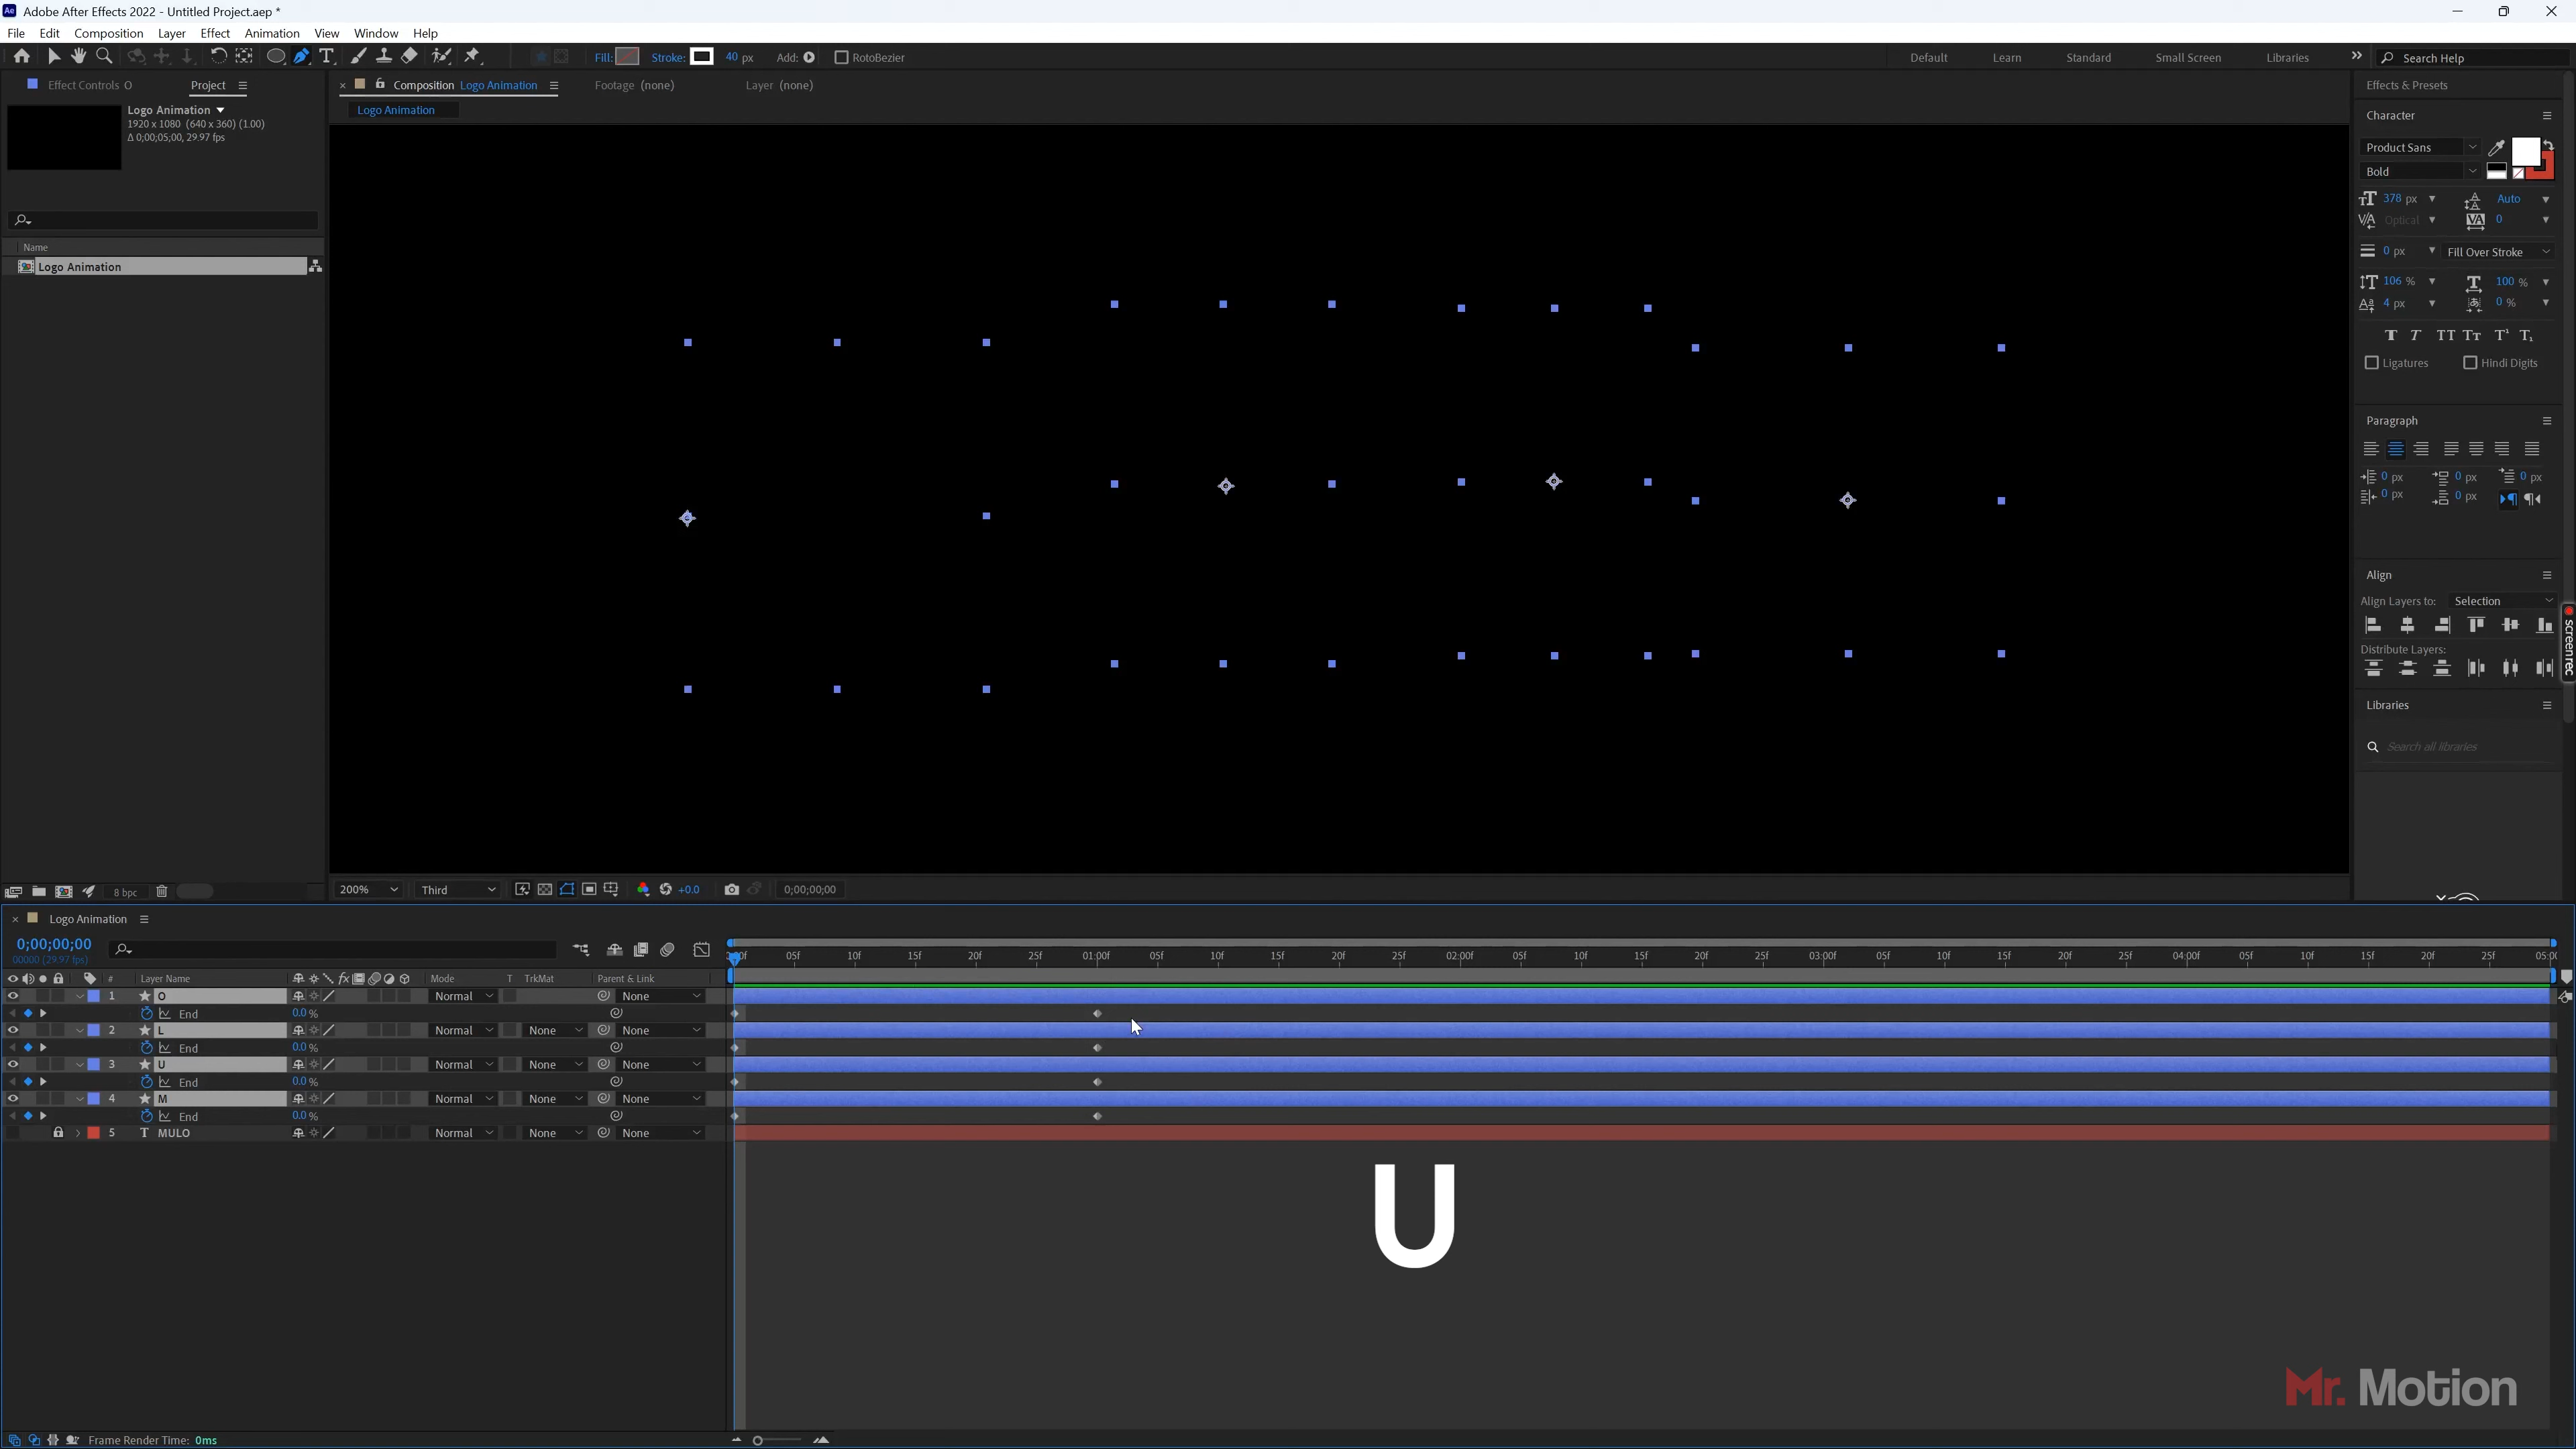 Ae Adobe After Effects 2022 - Untitled Project.aep *
File Edit Composition Layer Effect Animation View Window Help
Fill: Stroke: 40 px Add: RotoBezier Default Learn Standard Small Screen Libraries Search Help
Effect Controls O Project
Composition Logo Animation Footage (none) Layer (none)
Logo Animation
Logo Animation
1920 x 1080 (640 x 360) (1.00)
Δ 0;00;05;00, 29.97 fps
Name
Logo Animation
8 bpc
200% Third +0.0 0;00;00;00
Effects & Presets
Character
Product Sans
Bold
378 px Auto
Optical 0
0 px Fill Over Stroke
106 % 100 %
4 px 0 %
Ligatures Hindi Digits
Paragraph
0 px 0 px 0 px
0 px 0 px
Align
Align Layers to: Selection
Distribute Layers:
screenrec
Libraries
Search all libraries
Logo Animation
0;00;00;00
00000 (29.97 fps)
05f 10f 15f 20f 25f 01:00f 05f 10f 15f 20f 25f 02:00f 05f 10f 15f 20f 25f 03:00f 05f 10f 15f 20f 25f 04:00f 05f 10f 15f 20f 25f
# Layer Name fx Mode T TrkMat Parent & Link
1 O Normal None
End 0.0 %
2 L Normal None None
End 0.0 %
3 U Normal None None
End 0.0 %
4 M Normal None None
End 0.0 %
5 T MULO Normal None None
U
Mr. Motion
Frame Render Time: 0ms